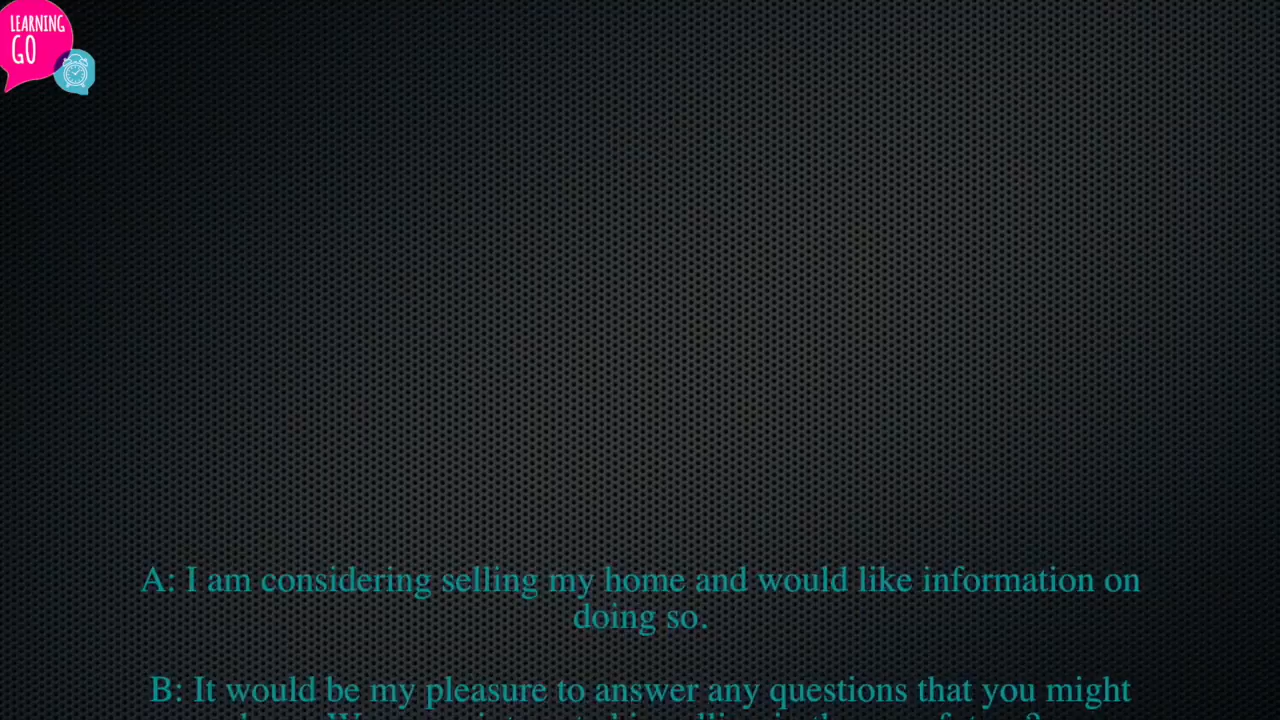 LEARNING
GO
A: I am considering selling my home and would like information on
doing so.
B: It would be my pleasure to answer any questions that you might